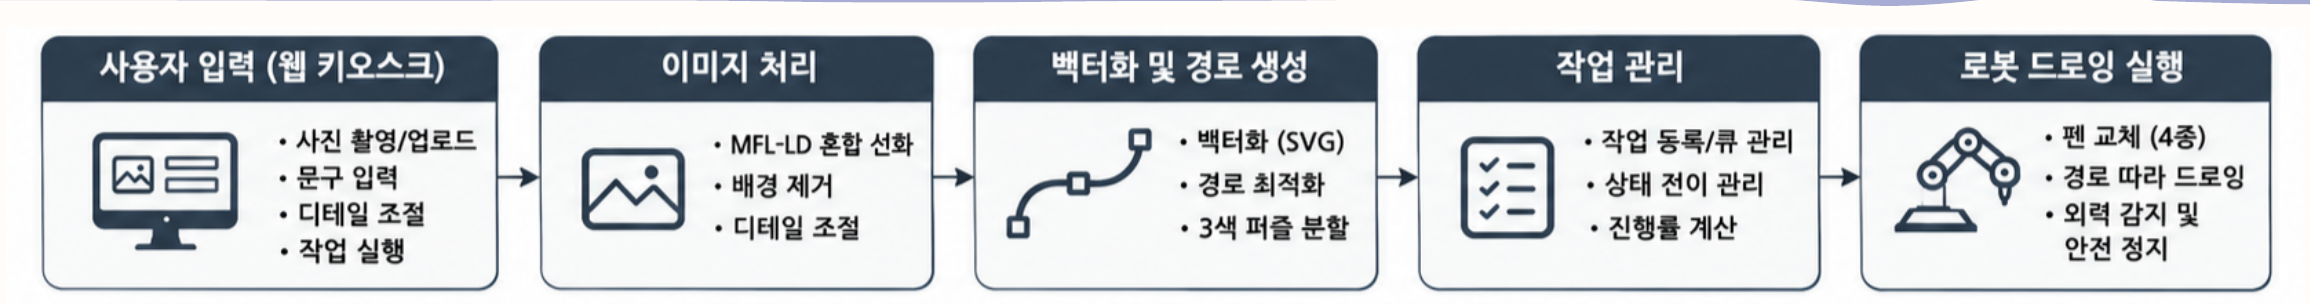 사용자 입력 (웹 키오스크)
• 사진 촬영/업로드
• 문구 입력
• 디테일 조절
• 작업 실행
이미지 처리
• MFL-LD 혼합 선화
• 배경 제거
• 디테일 조절
백터화 및 경로 생성
• 백터화 (SVG)
• 경로 최적화
• 3색 퍼즐 분할
작업 관리
• 작업 동록/큐 관리
• 상태 전이 관리
• 진행률 계산
로봇 드로잉 실행
• 펜 교체 (4종)
• 경로 따라 드로잉
• 외력 감지 및
안전 정지